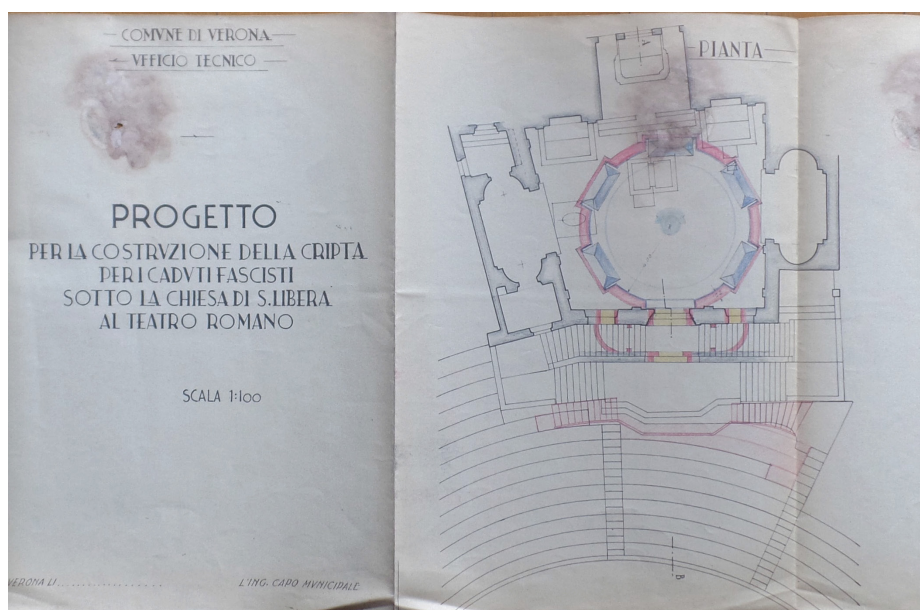 COMVNE DI VERONA
VFFICIO TECNICO
PROGETTO
PER LA COSTRVZIONE DELLA CRIPTA
PER I CADVTI FASCISTI
SOTTO LA CHIESA DI S. LIBERA
AL TEATRO ROMANO
SCALA 1:100
VERONA LI ....................
L'ING. CAPO MVNICIPALE
PIANTA
A
B